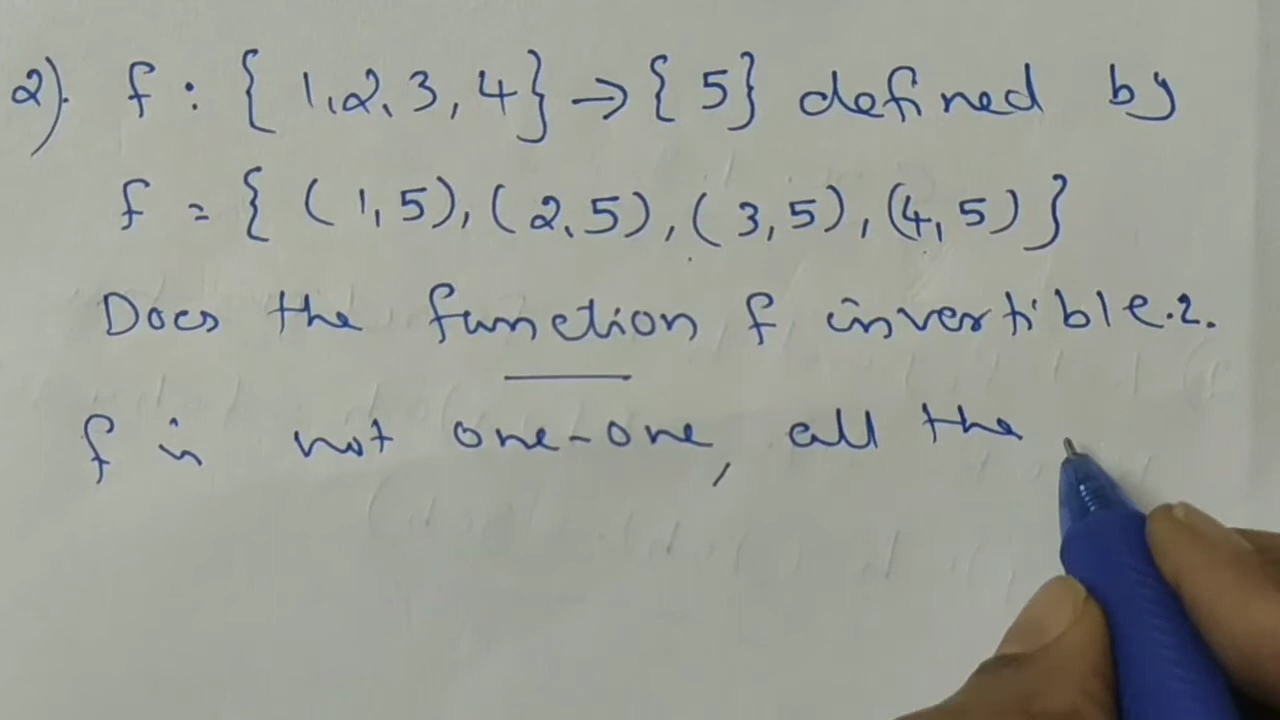 2). f : { 1,2,3,4} → { 5} defined by
f = { (1,5), (2,5), (3,5), (4,5) }
Does the function f invertible.?.
f is not one-one, all the